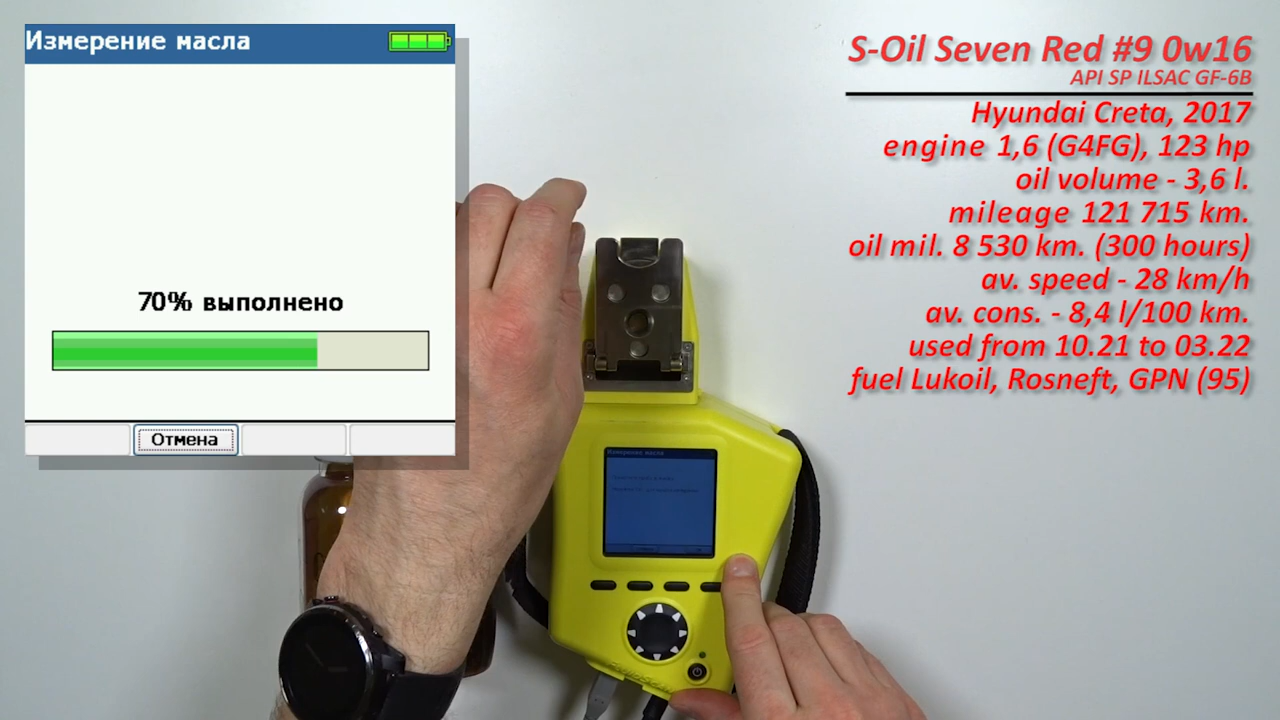 Измерение масла
70% выполнено
Отмена
S-Oil Seven Red #9 0w16
API SP ILSAC GF-6B
Hyundai Creta, 2017
engine 1,6 (G4FG), 123 hp
oil volume - 3,6 l.
mileage 121 715 km.
oil mil. 8 530 km. (300 hours)
av. speed - 28 km/h
av. cons. - 8,4 l/100 km.
used from 10.21 to 03.22
fuel Lukoil, Rosneft, GPN (95)
Измерение масла